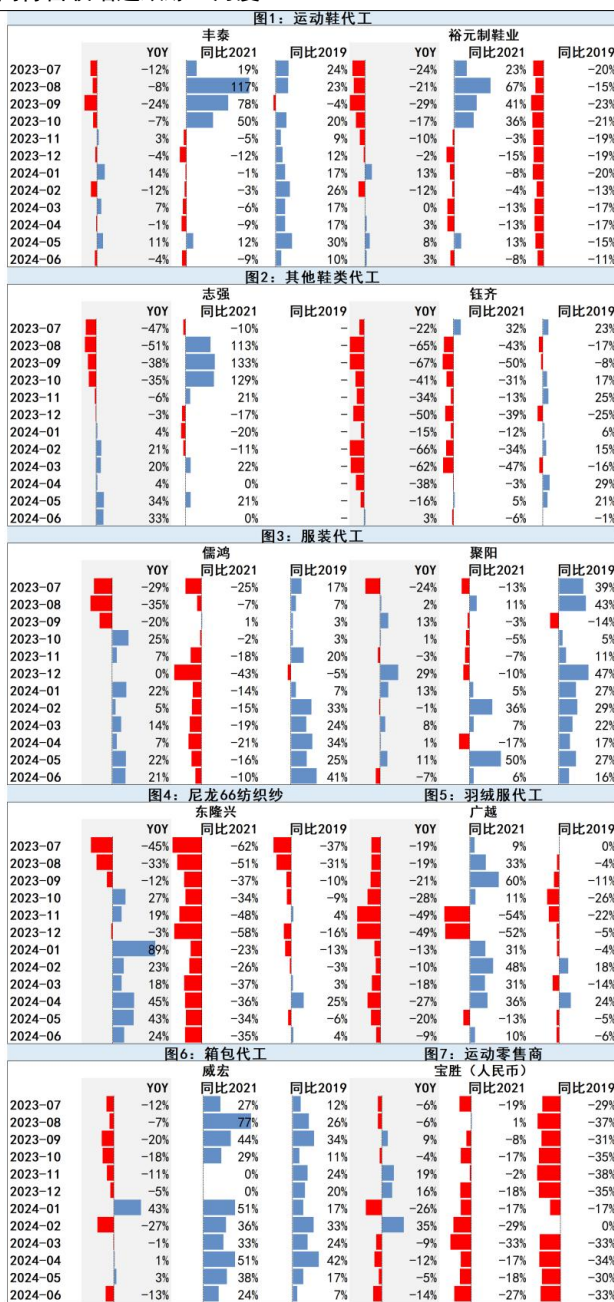 图1：运动鞋代工
丰泰 裕元制鞋业
YOY 同比2021 同比2019 YOY 同比2021 同比2019
2023-07 -12% 19% 24% -24% 23% -20%
2023-08 -8% 117% 23% -21% 67% -15%
2023-09 -24% 78% -4% -29% 41% -23%
2023-10 -7% 50% 20% -17% 36% -21%
2023-11 3% -5% 9% -10% -3% -19%
2023-12 -4% -12% 12% -2% -15% -19%
2024-01 14% -1% 17% 13% -8% -20%
2024-02 -12% -3% 26% -12% -4% -13%
2024-03 7% -6% 17% 0% -13% -17%
2024-04 -1% -9% 17% 3% -13% -17%
2024-05 11% 12% 30% 8% 13% -15%
2024-06 -4% -9% 10% 3% -8% -11%
图2：其他鞋类代工
志强 钰齐
YOY 同比2021 同比2019 YOY 同比2021 同比2019
2023-07 -47% -10% - -22% 32% 23%
2023-08 -51% 113% - -65% -43% -17%
2023-09 -38% 133% - -67% -50% -8%
2023-10 -35% 129% - -41% -31% 17%
2023-11 -6% 21% - -34% -13% 25%
2023-12 -3% -17% - -50% -39% -25%
2024-01 4% -20% - -15% -12% 6%
2024-02 21% -11% - -66% -34% 15%
2024-03 20% 22% - -62% -47% -16%
2024-04 4% 0% - -38% -3% 29%
2024-05 34% 21% - -16% 5% 21%
2024-06 33% 0% - 3% -6% -1%
图3：服装代工
儒鸿 聚阳
YOY 同比2021 同比2019 YOY 同比2021 同比2019
2023-07 -29% -25% 17% -24% -13% 39%
2023-08 -35% -7% 7% 2% 11% 43%
2023-09 -20% 1% 3% 13% -3% -14%
2023-10 25% -2% 3% 1% -5% 5%
2023-11 7% -18% 20% -3% -7% 11%
2023-12 0% -43% -5% 29% -10% 47%
2024-01 22% -14% 7% 13% 5% 27%
2024-02 5% -15% 33% -1% 36% 29%
2024-03 14% -19% 24% 8% 7% 22%
2024-04 7% -21% 34% 1% -17% 17%
2024-05 22% -16% 25% 11% 50% 27%
2024-06 21% -10% 41% -7% 6% 16%
图4：尼龙66纺织纱 图5：羽绒服代工
东隆兴 广越
YOY 同比2021 同比2019 YOY 同比2021 同比2019
2023-07 -45% -62% -37% -19% 9% 0%
2023-08 -33% -51% -31% -19% 33% -4%
2023-09 -12% -37% -10% -21% 60% -11%
2023-10 27% -34% -9% -28% 11% -26%
2023-11 19% -48% 4% -49% -54% -22%
2023-12 -3% -58% -16% -49% -52% -5%
2024-01 89% -23% -13% -13% 31% -4%
2024-02 23% -26% -3% -10% 48% 18%
2024-03 18% -37% 3% -18% 31% -14%
2024-04 45% -36% 25% -27% 36% 24%
2024-05 43% -34% -6% -20% -13% -5%
2024-06 24% -35% 4% -9% 10% -6%
图6：箱包代工 图7：运动零售商
威宏 宝胜（人民币）
YOY 同比2021 同比2019 YOY 同比2021 同比2019
2023-07 -12% 27% 12% -6% -19% -29%
2023-08 -7% 77% 26% -6% 1% -37%
2023-09 -20% 44% 34% 9% -8% -31%
2023-10 -18% 29% 11% -4% -17% -35%
2023-11 -11% 0% 24% 19% -2% -38%
2023-12 -5% 0% 20% 16% -18% -35%
2024-01 43% 51% 17% -26% -17% -17%
2024-02 -27% 36% 33% 35% -29% 0%
2024-03 -1% 33% 24% -9% -33% -33%
2024-04 1% 51% 42% -12% -17% -34%
2024-05 3% 38% 17% -5% -18% -30%
2024-06 -13% 24% 7% -14% -27% -33%